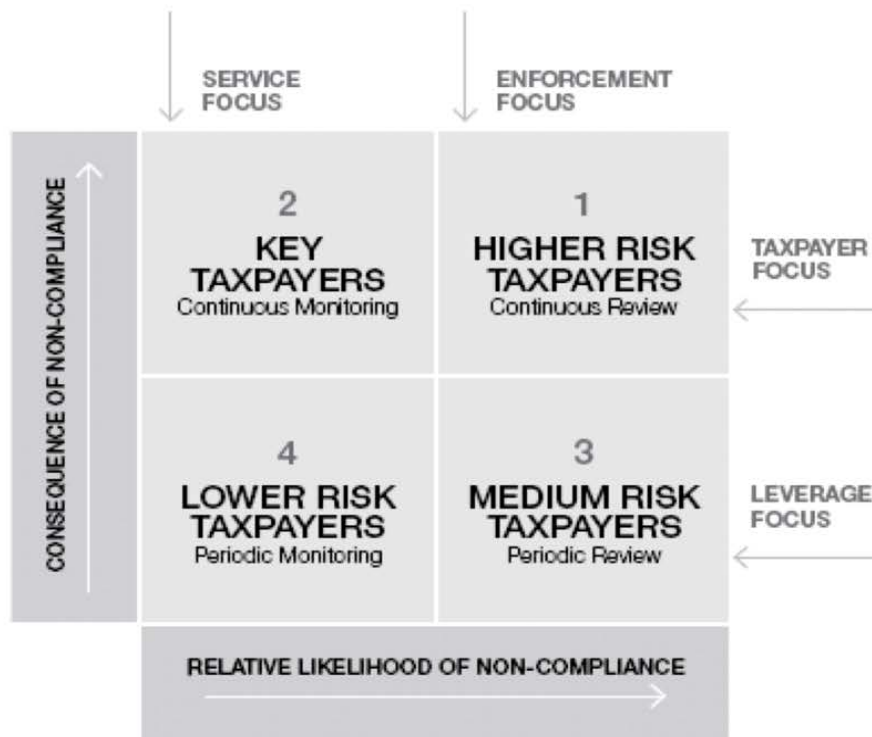 SERVICE
FOCUS
ENFORCEMENT
FOCUS
CONSEQUENCE OF NON-COMPLIANCE
2
KEY
TAXPAYERS
Continuous Monitoring
1
HIGHER RISK
TAXPAYERS
Continuous Review
TAXPAYER
FOCUS
4
LOWER RISK
TAXPAYERS
Periodic Monitoring
3
MEDIUM RISK
TAXPAYERS
Periodic Review
LEVERAGE
FOCUS
RELATIVE LIKELIHOOD OF NON-COMPLIANCE